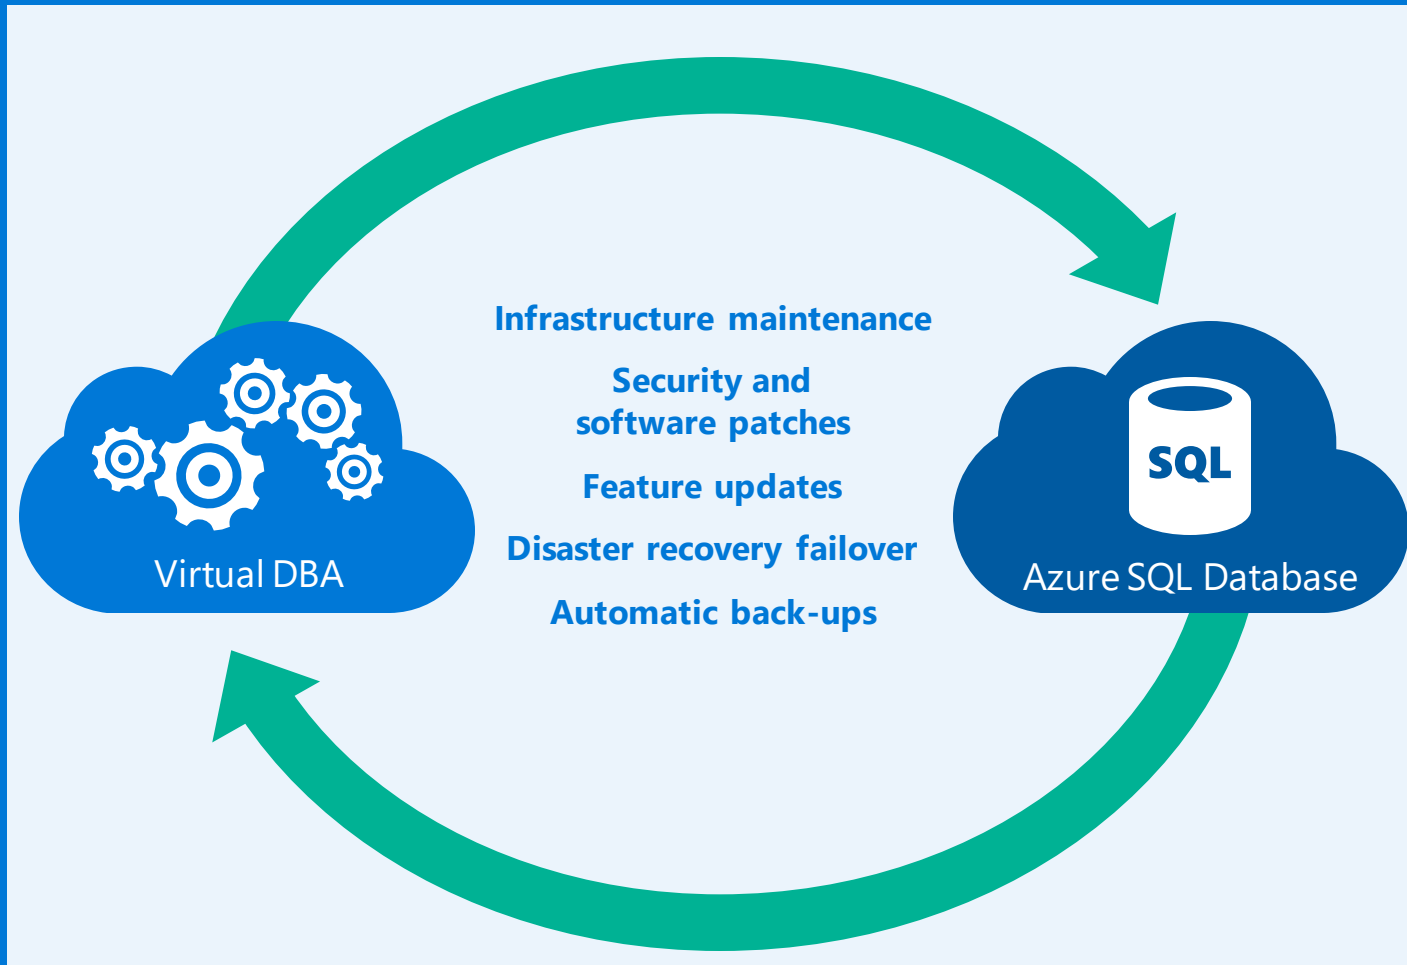 Infrastructure maintenance
Security and
software patches
Feature updates
Disaster recovery failover
Automatic back-ups
Virtual DBA
SQL
Azure SQL Database